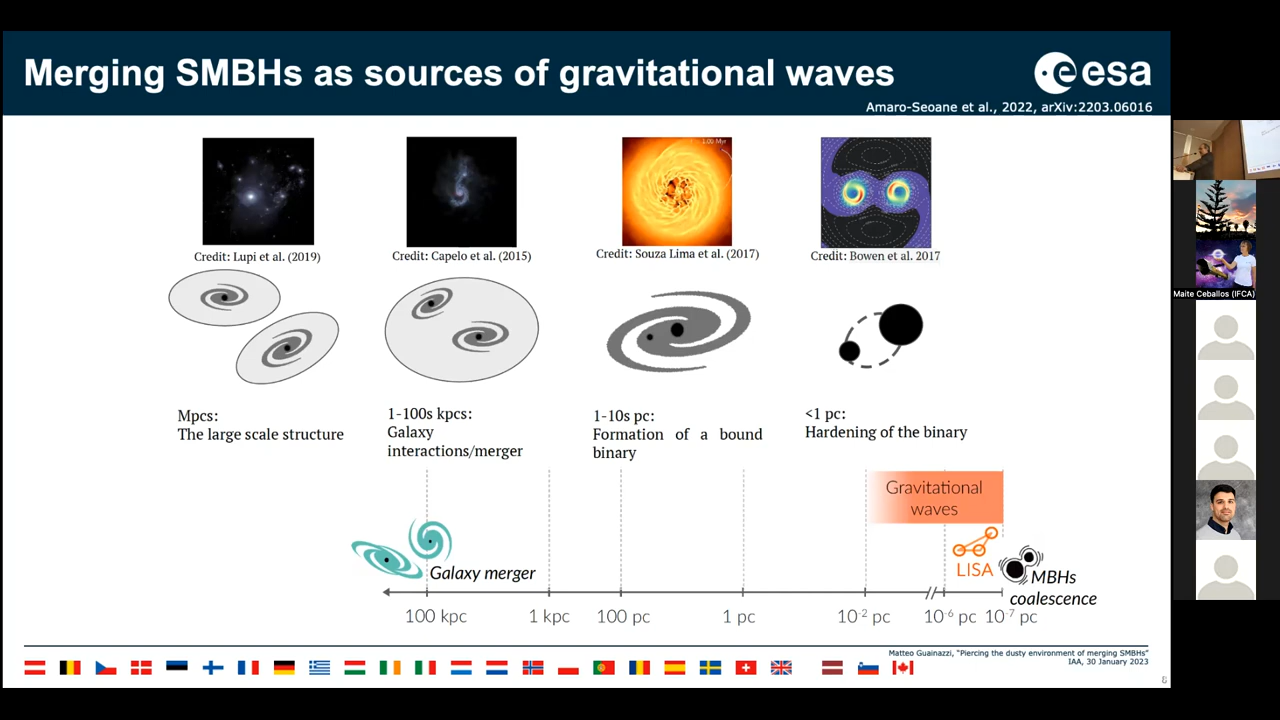 Merging SMBHs as sources of gravitational waves
esa
Amaro-Seoane et al., 2022, arXiv:2203.06016
1.00 Myr
Credit: Lupi et al. (2019)
Credit: Capelo et al. (2015)
Credit: Souza Lima et al. (2017)
Credit: Bowen et al. 2017
Mpcs:
The large scale structure
1-100s kpcs:
Galaxy
interactions/merger
1-10s pc:
Formation of a bound
binary
<1 pc:
Hardening of the binary
Gravitational
waves
LISA
Galaxy merger
MBHs
coalescence
100 kpc
1 kpc
100 pc
1 pc
10⁻² pc
10⁻⁶ pc
10⁻⁷ pc
Matteo Guainazzi, "Piercing the dusty environment of merging SMBHs"
IAA, 30 January 2023
8
Maite Ceballos (IFCA)